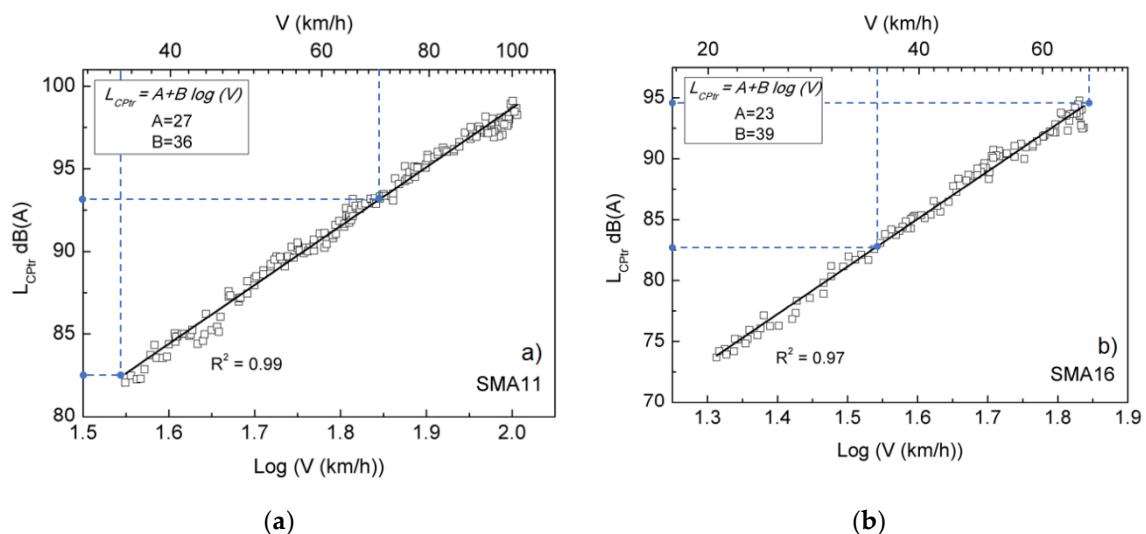 V (km/h)
40 60 80 100
100
95
90
85
80
L_CPtr dB(A)
L_CPtr = A+B log (V)
A=27
B=36
R² = 0.99
a)
SMA11
1.5 1.6 1.7 1.8 1.9 2.0
Log (V (km/h))
(a)
V (km/h)
20 40 60
95
90
85
80
75
70
L_CPtr dB(A)
L_CPtr = A+B log (V)
A=23
B=39
R² = 0.97
b)
SMA16
1.3 1.4 1.5 1.6 1.7 1.8 1.9
Log (V (km/h))
(b)